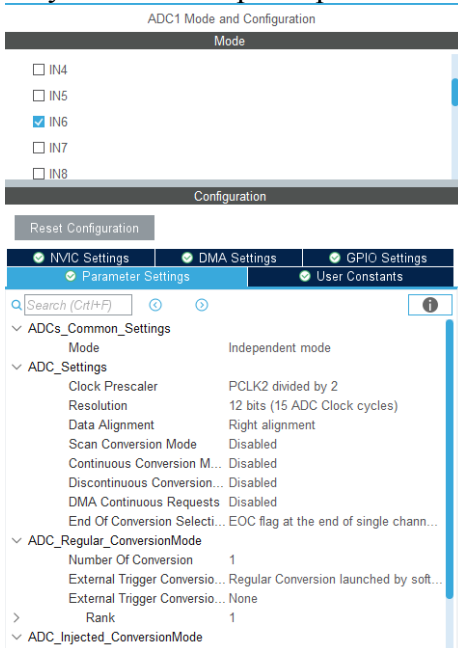 ADC1 Mode and Configuration
Mode
IN4
IN5
IN6
IN7
IN8
Configuration
Reset Configuration
NVIC Settings DMA Settings GPIO Settings
Parameter Settings User Constants
Search (Crtl+F)
ADCs_Common_Settings
Mode Independent mode
ADC_Settings
Clock Prescaler PCLK2 divided by 2
Resolution 12 bits (15 ADC Clock cycles)
Data Alignment Right alignment
Scan Conversion Mode Disabled
Continuous Conversion M... Disabled
Discontinuous Conversion... Disabled
DMA Continuous Requests Disabled
End Of Conversion Selecti... EOC flag at the end of single chann...
ADC_Regular_ConversionMode
Number Of Conversion 1
External Trigger Conversio... Regular Conversion launched by soft...
External Trigger Conversio... None
Rank 1
ADC_Injected_ConversionMode